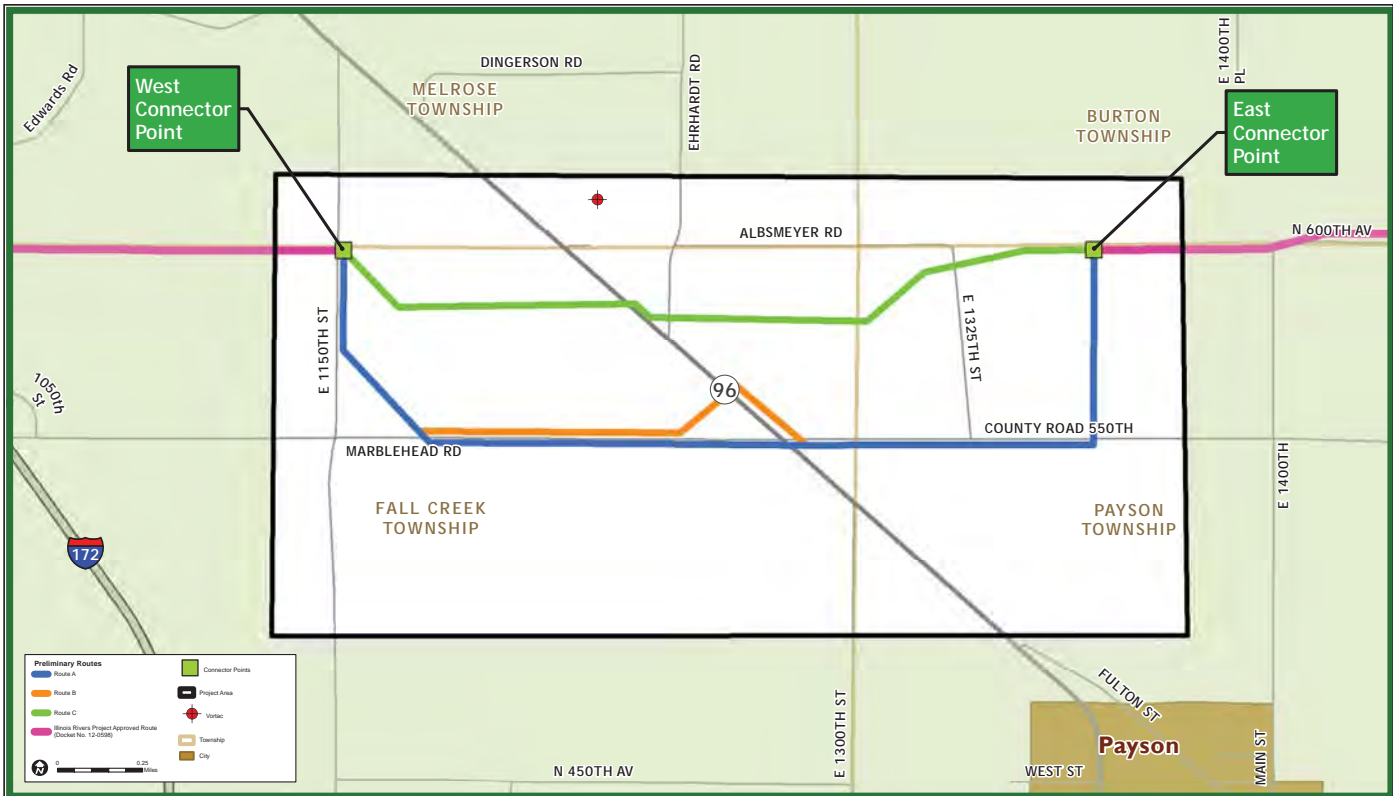 Edwards Rd
West
Connector
Point
DINGERSON RD
MELROSE
TOWNSHIP
EHRHARDT RD
E 1400TH
PL
BURTON
TOWNSHIP
East
Connector
Point
ALBSMEYER RD
N 600TH AV
E 1150TH ST
E 1325TH ST
1050th
St
96
MARBLEHEAD RD
COUNTY ROAD 550TH
E 1400TH
FALL CREEK
TOWNSHIP
PAYSON
TOWNSHIP
172
Preliminary Routes
Route A
Route B
Route C
Illinois Rivers Project Approved Route
(Docket No. 12-0598)
Connector Points
Project Area
Vortac
Township
City
N
0
0.25
Miles
N 450TH AV
E 1300TH ST
FULTON ST
Payson
WEST ST
MAIN ST